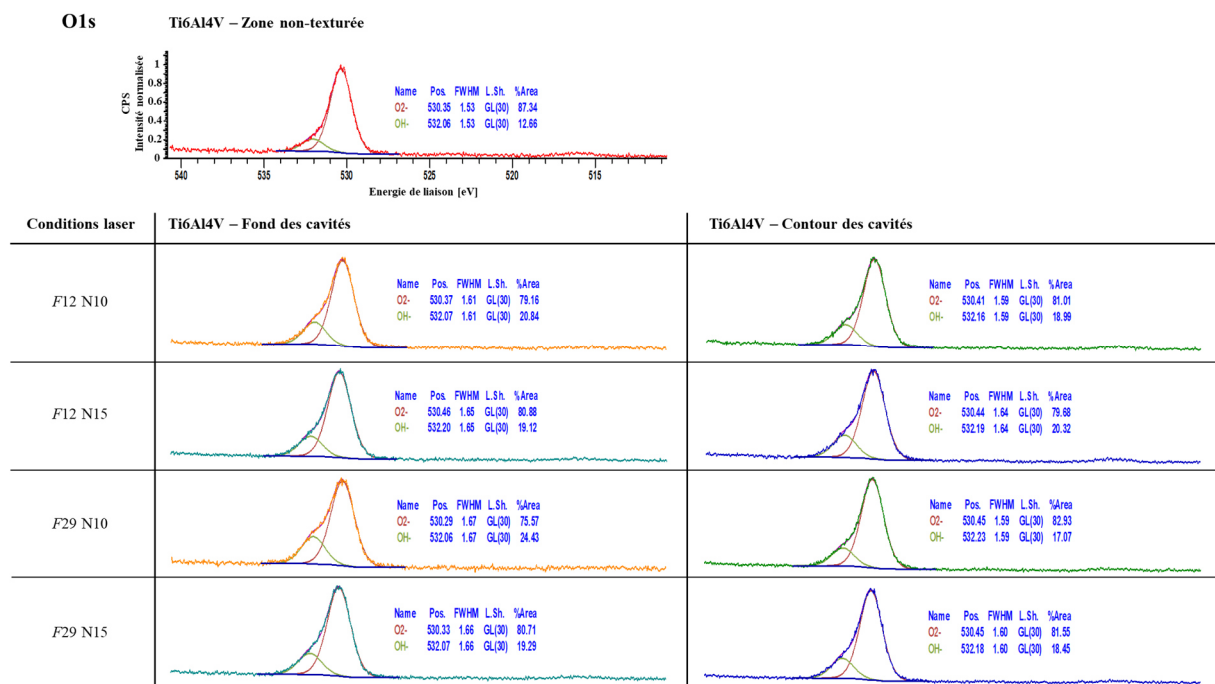 O1s
Ti6Al4V – Zone non-texturée
CPS
Intensité normalisée
1
0.8
0.6
0.4
0.2
0
Name Pos. FWHM L.Sh. %Area
O2- 530.35 1.53 GL(30) 87.34
OH- 532.06 1.53 GL(30) 12.66
540 535 530 525 520 515
Energie de liaison [eV]
Conditions laser Ti6Al4V – Fond des cavités Ti6Al4V – Contour des cavités
F12 N10
Name Pos. FWHM L.Sh. %Area
O2- 530.37 1.61 GL(30) 79.16
OH- 532.07 1.61 GL(30) 20.84
Name Pos. FWHM L.Sh. %Area
O2- 530.41 1.59 GL(30) 81.01
OH- 532.16 1.59 GL(30) 18.99
F12 N15
Name Pos. FWHM L.Sh. %Area
O2- 530.46 1.65 GL(30) 80.88
OH- 532.20 1.65 GL(30) 19.12
Name Pos. FWHM L.Sh. %Area
O2- 530.44 1.64 GL(30) 79.68
OH- 532.19 1.64 GL(30) 20.32
F29 N10
Name Pos. FWHM L.Sh. %Area
O2- 530.29 1.67 GL(30) 75.57
OH- 532.06 1.67 GL(30) 24.43
Name Pos. FWHM L.Sh. %Area
O2- 530.45 1.59 GL(30) 82.93
OH- 532.23 1.59 GL(30) 17.07
F29 N15
Name Pos. FWHM L.Sh. %Area
O2- 530.33 1.66 GL(30) 80.71
OH- 532.07 1.66 GL(30) 19.29
Name Pos. FWHM L.Sh. %Area
O2- 530.45 1.60 GL(30) 81.55
OH- 532.18 1.60 GL(30) 18.45